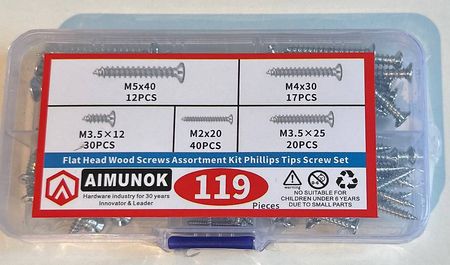 M5x40
12PCS
M4x30
17PCS
M3.5×12
30PCS
M2x20
40PCS
M3.5×25
20PCS
Flat Head Wood Screws Assortment Kit Phillips Tips Screw Set
AIMUNOK
Hardware industry for 30 years
Innovator & Leader
119
Pieces
warning
NO SUITABLE FOR
CHILDREN UNDER 6 YEARS
DUE TO SMALL PARTS